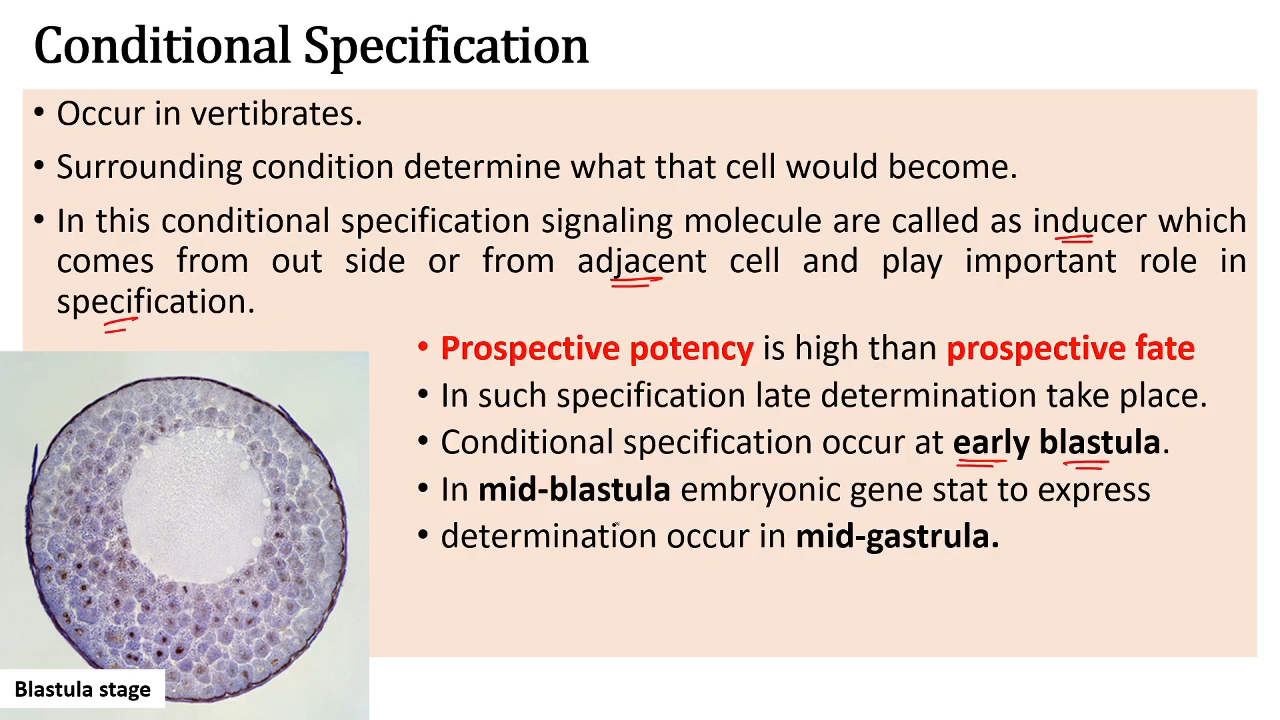 Conditional Specification
• Occur in vertibrates.
• Surrounding condition determine what that cell would become.
• In this conditional specification signaling molecule are called as inducer which
comes from out side or from adjacent cell and play important role in
specification.
• Prospective potency is high than prospective fate
• In such specification late determination take place.
• Conditional specification occur at early blastula.
• In mid-blastula embryonic gene stat to express
• determination occur in mid-gastrula.
Blastula stage